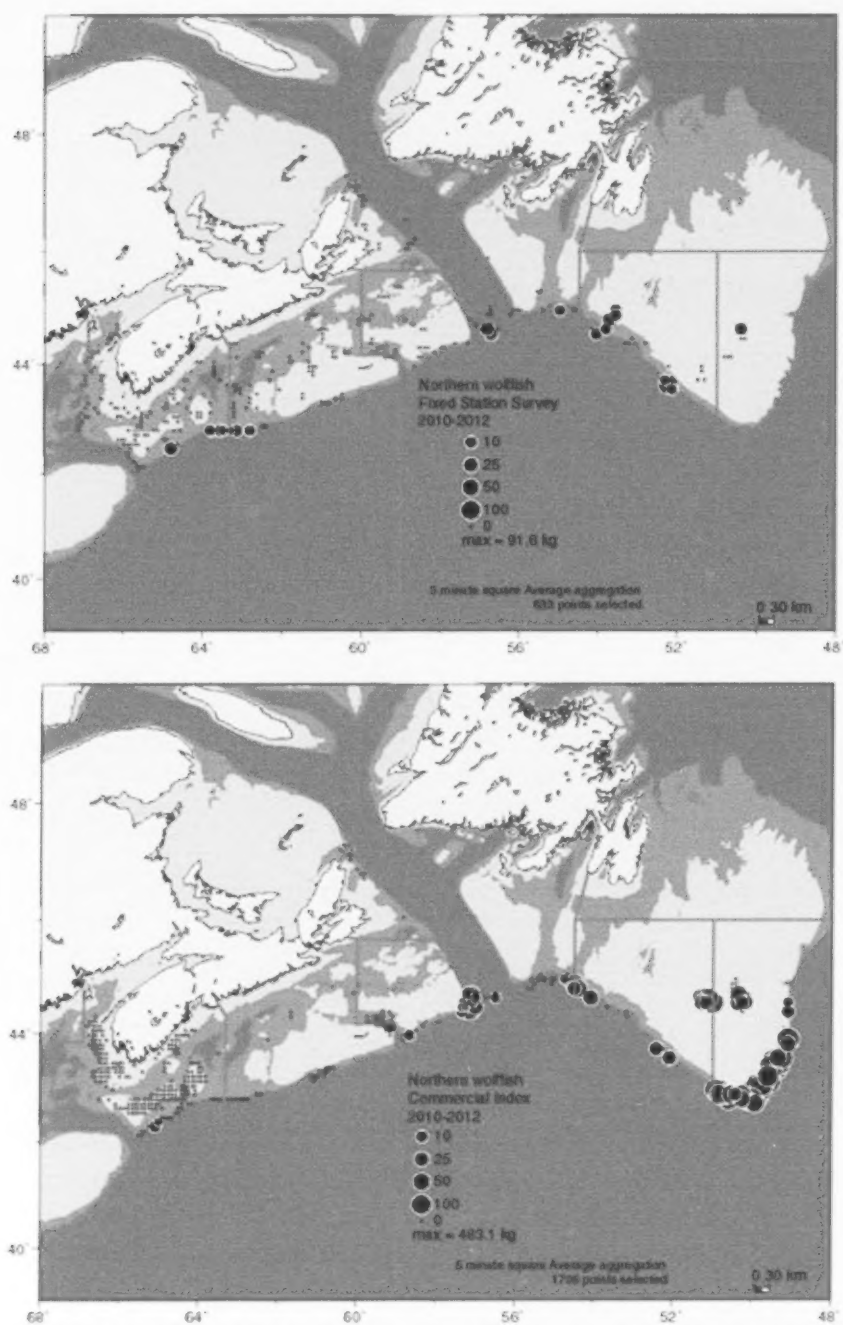 48°
44°
40°
Northern wolffish
Fixed Station Survey
2010-2012
10
25
50
100
0
max = 91.6 kg
5 minute square Average aggregation
633 points selected
0 30 km
68° 64° 60° 56° 52° 48°
48°
44°
40°
Northern wolffish
Commercial Index
2010-2012
10
25
50
100
0
max = 483.1 kg
5 minute square Average aggregation
points selected
0 30 km
68° 64° 60° 56° 52° 48°